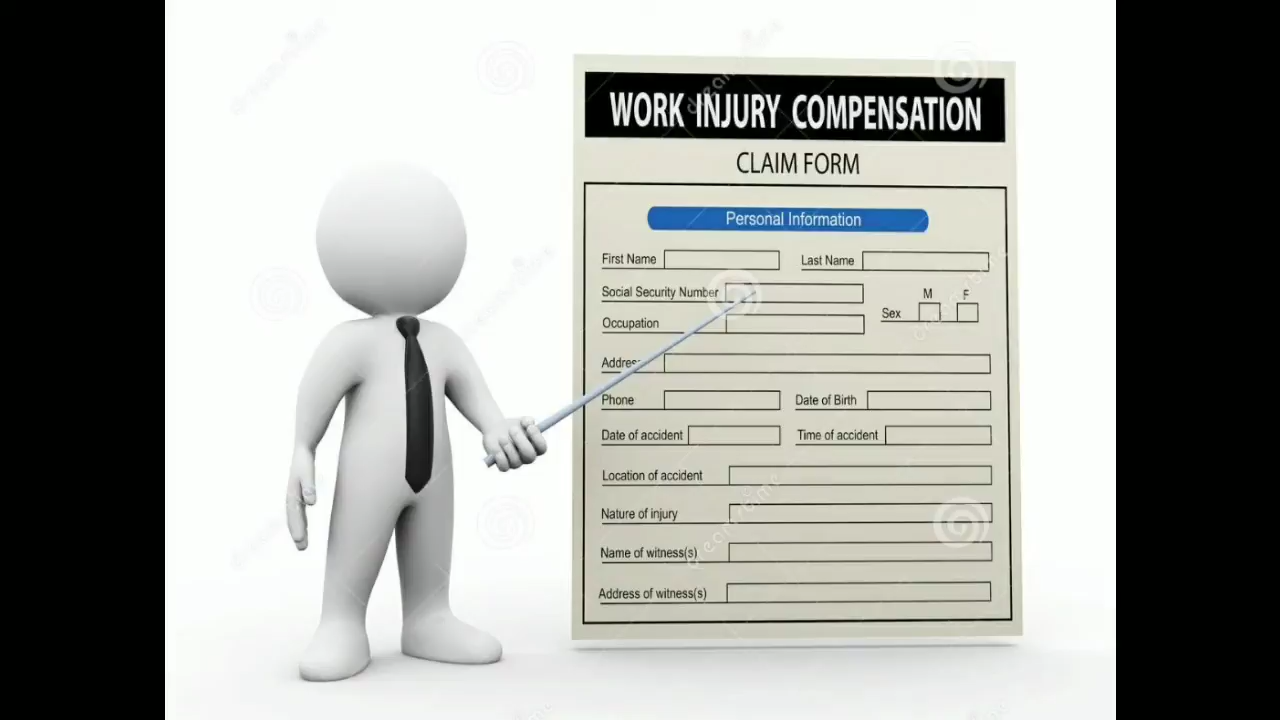 WORK INJURY COMPENSATION
CLAIM FORM
Personal Information
First Name Last Name
Social Security Number
M F
Sex
Occupation
Address
Phone Date of Birth
Date of accident Time of accident
Location of accident
Nature of injury
Name of witness(s)
Address of witness(s)